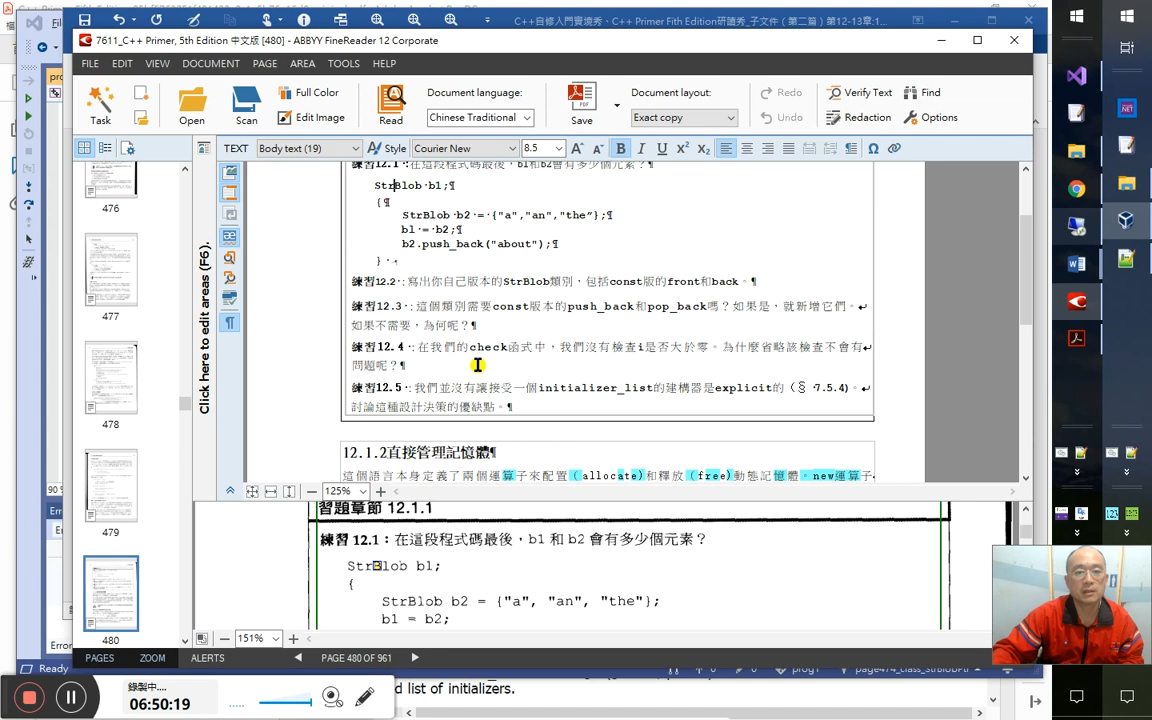 C++自修入門實境秀、C++ Primer Fifth Edition研讀秀_子文件（第二篇）第12-13章:1...
7611_C++ Primer, 5th Edition 中文版 [480] - ABBYY FineReader 12 Corporate
FILE EDIT VIEW DOCUMENT PAGE AREA TOOLS HELP
Full Color Document language: Document layout: Redo Verify Text Find
Task Open Scan Edit Image Read Chinese Traditional Save Exact copy Undo Redaction Options
TEXT Body text (19) Style Courier New 8.5
練習12.1·:在這段程式碼最後，b1和b2會有多少個元素？¶
StrBlob·b1;¶
{¶
StrBlob·b2·=·{"a","an","the"};¶
b1·=·b2;¶
b2.push_back("about");¶
}
練習12.2·:寫出你自己版本的StrBlob類別，包括const版的front和back。¶
練習12.3·:這個類別需要const版本的push_back和pop_back嗎？如果是，就新增它們。
如果不需要，為何呢？¶
練習12.4·:在我們的check函式中，我們沒有檢查i是否大於零。為什麼省略該檢查不會有
問題呢？¶
練習12.5·:我們並沒有讓接受一個initializer_list的建構器是explicit的（§·7.5.4）。
討論這種設計決策的優缺點。¶
12.1.2直接管理記憶體¶
這個語言本身定義了兩個運算子來配置（allocate)和釋放（free)動態記憶體。new運算子
476
477
478
479
480
Click here to edit areas (F6).
125%
習題章節 12.1.1
練習 12.1：在這段程式碼最後，b1 和 b2 會有多少個元素？
StrBlob b1;
{
StrBlob b2 = {"a", "an", "the"};
b1 = b2;
151%
PAGES ZOOM ALERTS PAGE 480 OF 961
Ready
錄製中....
06:50:19
d list of initializers.